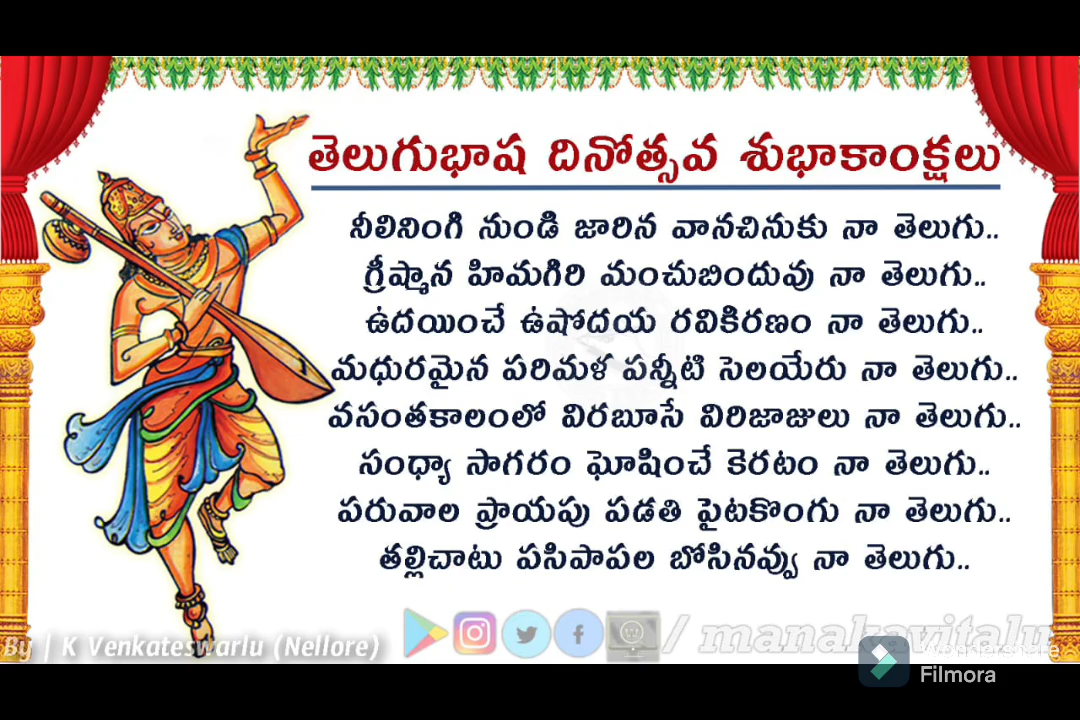 తెలుగుభాష దినోత్సవ శుభాకాంక్షలు
నీలినింగి నుండి జారిన వానచినుకు నా తెలుగు..
గ్రీష్మాన హిమగిరి మంచుబిందువు నా తెలుగు..
ఉదయించే ఉషోదయ రవికిరణం నా తెలుగు..
మధురమైన పరిమళ పన్నీటి సెలయేరు నా తెలుగు..
వసంతకాలంలో విరబూసే విరిజాజులు నా తెలుగు..
సంధ్యా సాగరం ఘోషించే కెరటం నా తెలుగు..
పరువాల ప్రాయపు పడతి పైటకొంగు నా తెలుగు..
తల్లిచాటు పసిపాపల బోసినవ్వు నా తెలుగు..
By | K Venkateswarlu (Nellore) / manakavitalu
Wondershare
Filmora